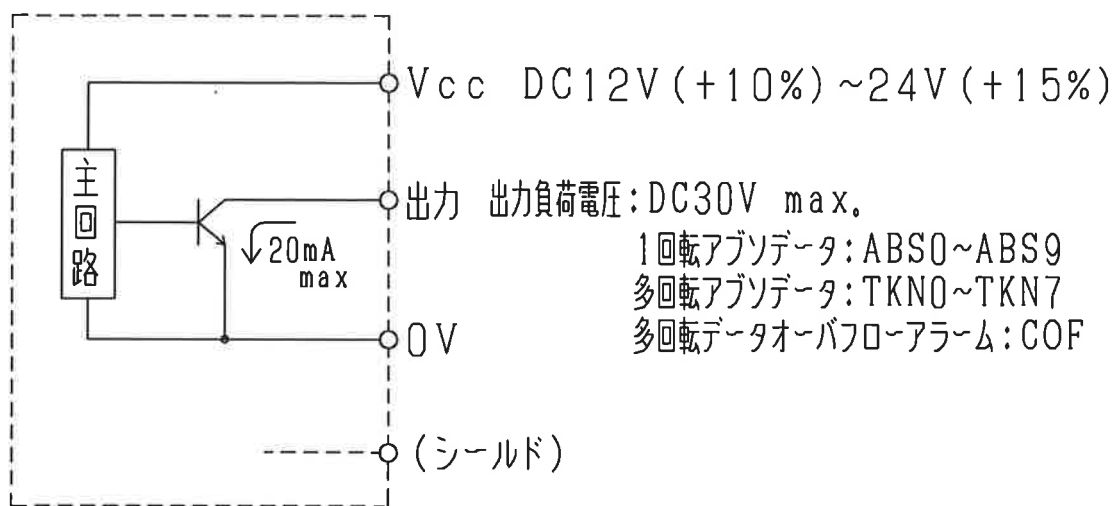 Vcc DC12V(+10%)~24V(+15%)
主回路
出力 出力負荷電圧:DC30V max.
20mA
max
1回転アブソデータ:ABS0~ABS9
多回転アブソデータ:TKN0~TKN7
多回転データオーバフローアラーム:COF
0V
(シールド)